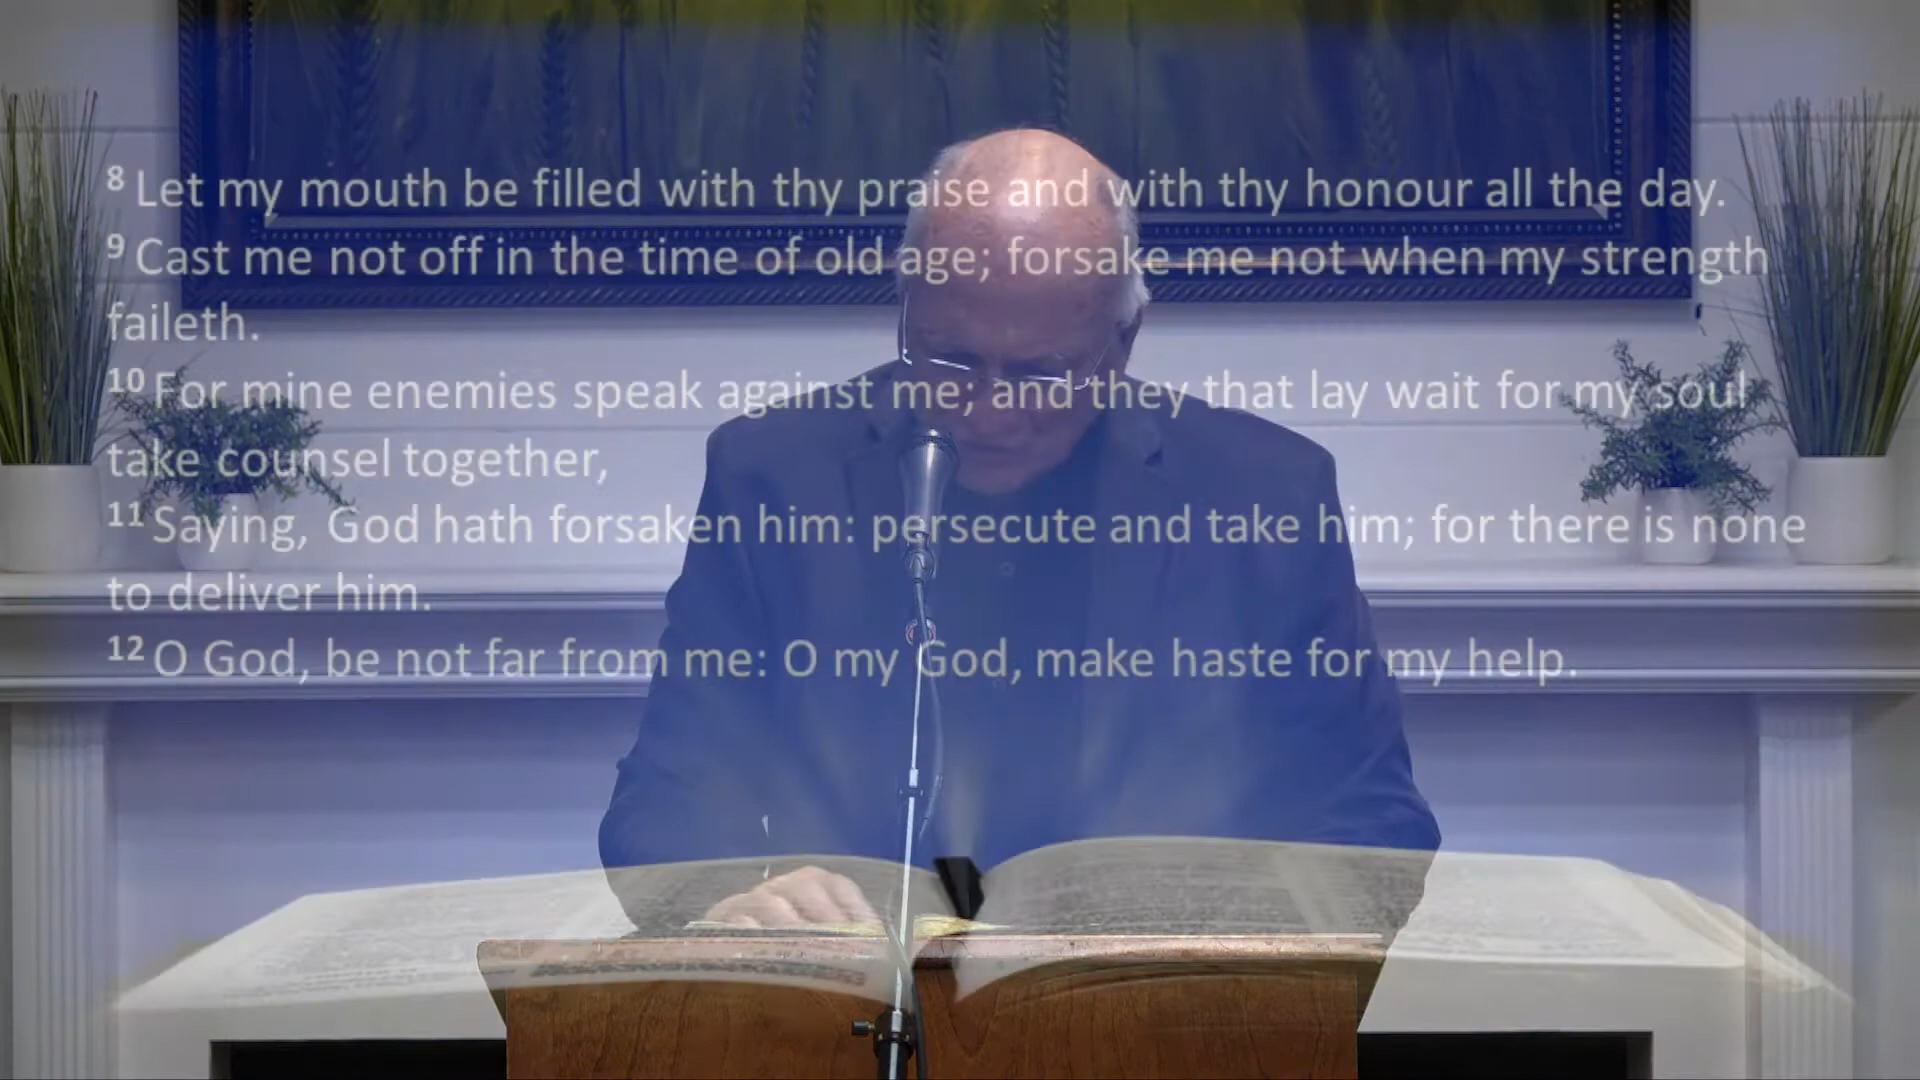 8 Let my mouth be filled with thy praise and with thy honour all the day.
9 Cast me not off in the time of old age; forsake me not when my strength
faileth.
10 For mine enemies speak against me; and they that lay wait for my soul
take counsel together,
11 Saying, God hath forsaken him: persecute and take him; for there is none
to deliver him.
12 O God, be not far from me: O my God, make haste for my help.